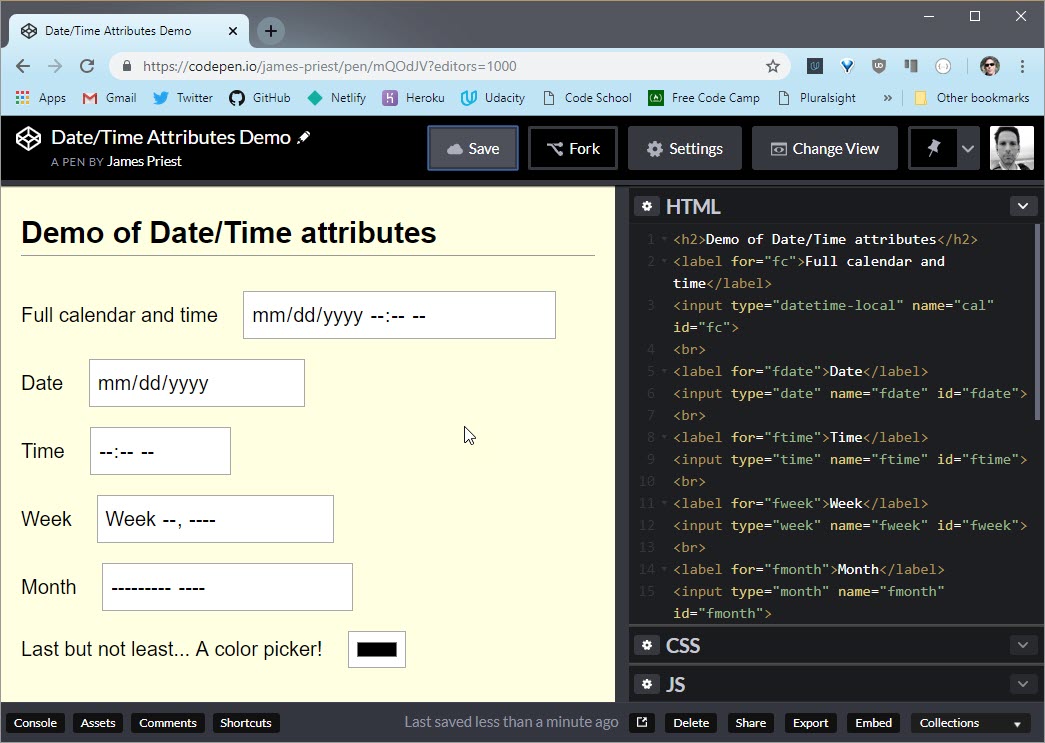 Date/Time Attributes Demo
https://codepen.io/james-priest/pen/mQOdJV?editors=1000
Apps Gmail Twitter GitHub Netlify Heroku Udacity Code School Free Code Camp Pluralsight » Other bookmarks
Date/Time Attributes Demo
A PEN BY James Priest
Save Fork Settings Change View
Demo of Date/Time attributes
Full calendar and time mm/dd/yyyy --:-- --
Date mm/dd/yyyy
Time --:-- --
Week Week --, ----
Month --------- ----
Last but not least... A color picker!
HTML
1 <h2>Demo of Date/Time attributes</h2>
2 <label for="fc">Full calendar and
time</label>
3 <input type="datetime-local" name="cal"
id="fc">
4 <br>
5 <label for="fdate">Date</label>
6 <input type="date" name="fdate" id="fdate">
7 <br>
8 <label for="ftime">Time</label>
9 <input type="time" name="ftime" id="ftime">
10 <br>
11 <label for="fweek">Week</label>
12 <input type="week" name="fweek" id="fweek">
13 <br>
14 <label for="fmonth">Month</label>
15 <input type="month" name="fmonth"
id="fmonth">
CSS
JS
Console Assets Comments Shortcuts Last saved less than a minute ago Delete Share Export Embed Collections